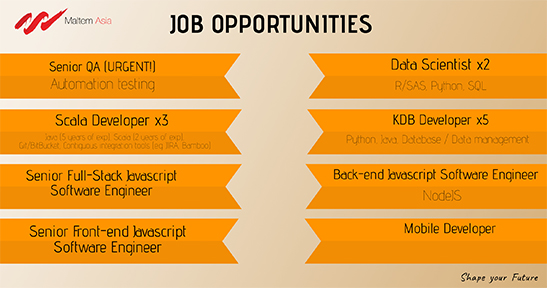 Maltem Asia
JOB OPPORTUNITIES
Senior QA (URGENT!)
Automation testing
Scala Developer x3
Java (5 years of exp), Scala (2 years of exp),
Git/BitBucket, Contiguous integration tools (eg JIRA, Bamboo)
Senior Full-Stack Javascript
Software Engineer
Senior Front-end Javascript
Software Engineer
Data Scientist x2
R/SAS, Python, SQL
KDB Developer x5
Python, Java, Database / Data management
Back-end Javascript Software Engineer
NodeJS
Mobile Developer
Shape your Future